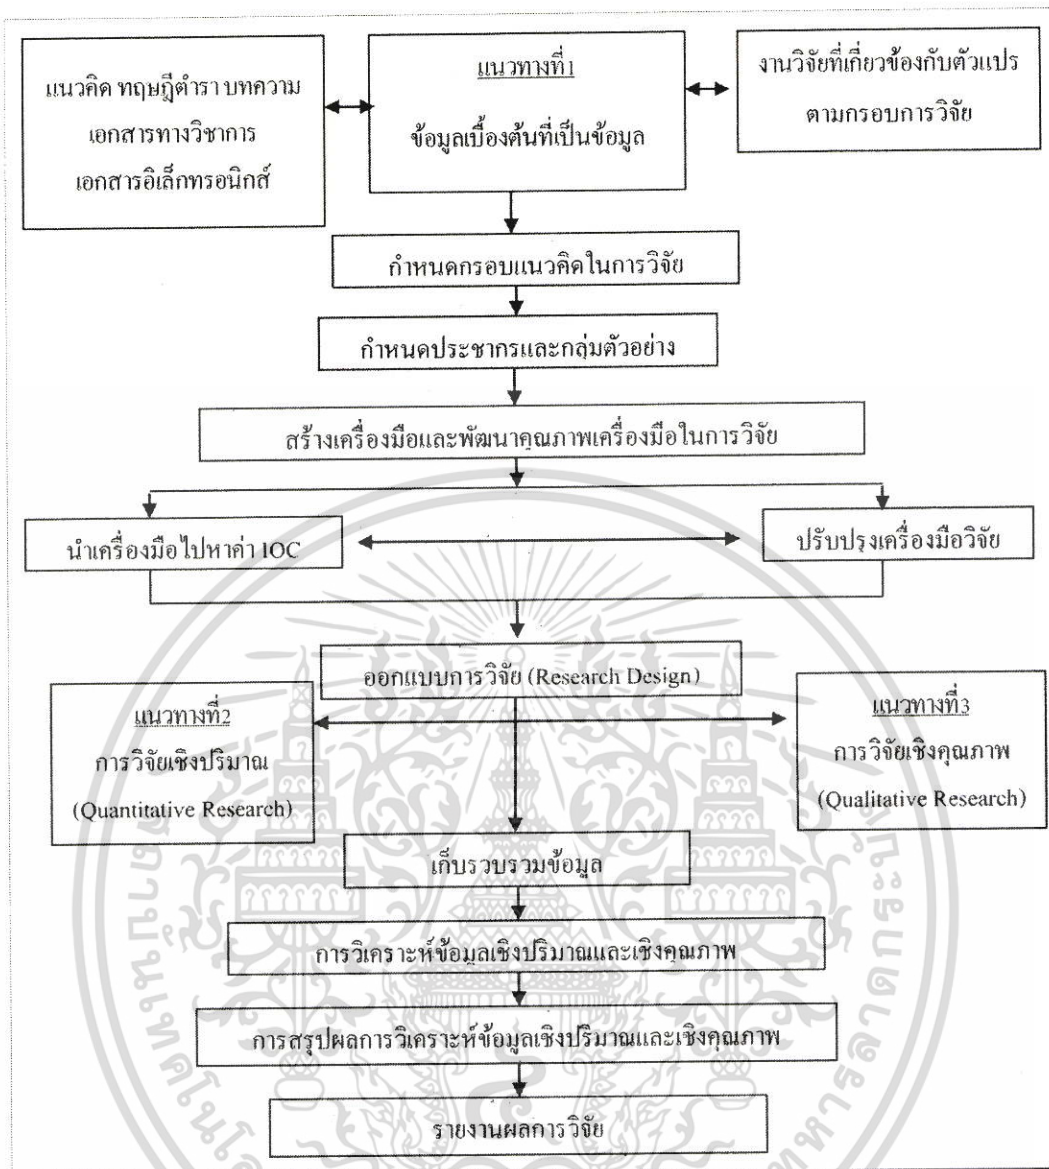 แนวคิด ทฤษฎีตำรา บทความ
เอกสารทางวิชาการ
เอกสารอิเล็กทรอนิกส์
แนวทางที่1
ข้อมูลเบื้องต้นที่เป็นข้อมูล
งานวิจัยที่เกี่ยวข้องกับตัวแปร
ตามกรอบการวิจัย
กำหนดกรอบแนวคิดในการวิจัย
กำหนดประชากรและกลุ่มตัวอย่าง
สร้างเครื่องมือและพัฒนาคุณภาพเครื่องมือในการวิจัย
นำเครื่องมือไปหาค่า IOC
ปรับปรุงเครื่องมือวิจัย
ออกแบบการวิจัย (Research Design)
แนวทางที่2
การวิจัยเชิงปริมาณ
(Quantitative Research)
แนวทางที่3
การวิจัยเชิงคุณภาพ
(Qualitative Research)
เก็บรวบรวมข้อมูล
การวิเคราะห์ข้อมูลเชิงปริมาณและเชิงคุณภาพ
การสรุปผลการวิเคราะห์ข้อมูลเชิงปริมาณและเชิงคุณภาพ
รายงานผลการวิจัย